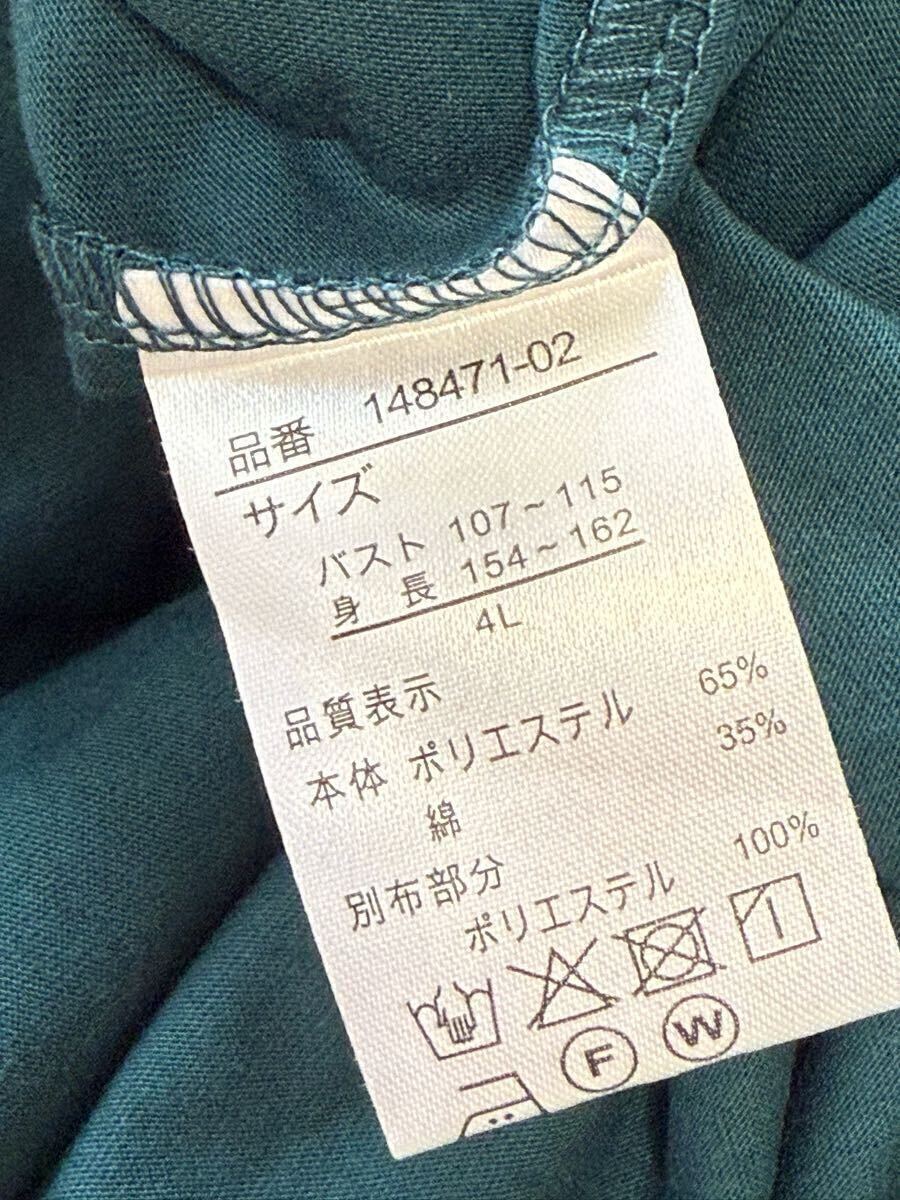 品番 148471-02
サイズ
バスト 107~115
身 長 154~162
4L
品質表示
本体 ポリエステル 65%
綿 35%
別布部分
ポリエステル 100%
F W